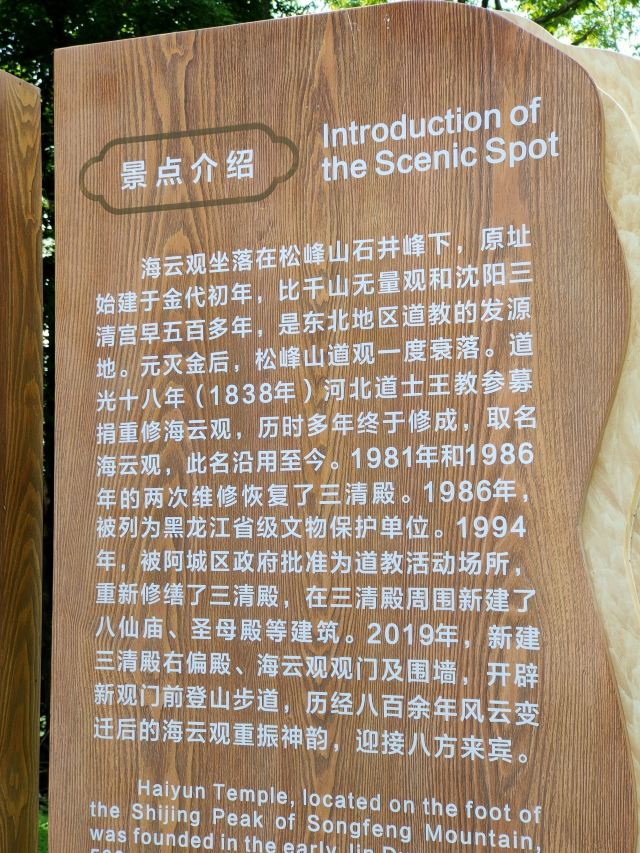 景点介绍
Introduction of
the Scenic Spot
海云观坐落在松峰山石井峰下，原址
始建于金代初年，比千山无量观和沈阳三
清宫早五百多年，是东北地区道教的发源
地。元灭金后，松峰山道观一度衰落。道
光十八年（1838年）河北道士王教参募
捐重修海云观，历时多年终于修成，取名
海云观，此名沿用至今。1981年和1986
年的两次维修恢复了三清殿。1986年，
被列为黑龙江省级文物保护单位。1994
年，被阿城区政府批准为道教活动场所，
重新修缮了三清殿，在三清殿周围新建了
八仙庙、圣母殿等建筑。2019年，新建
三清殿右偏殿、海云观观门及围墙，开辟
新观门前登山步道，历经八百余年风云变
迁后的海云观重振神韵，迎接八方来宾。
Haiyun Temple, located on the foot of
the Shijing Peak of Songfeng Mountain,
was founded in the early Jin